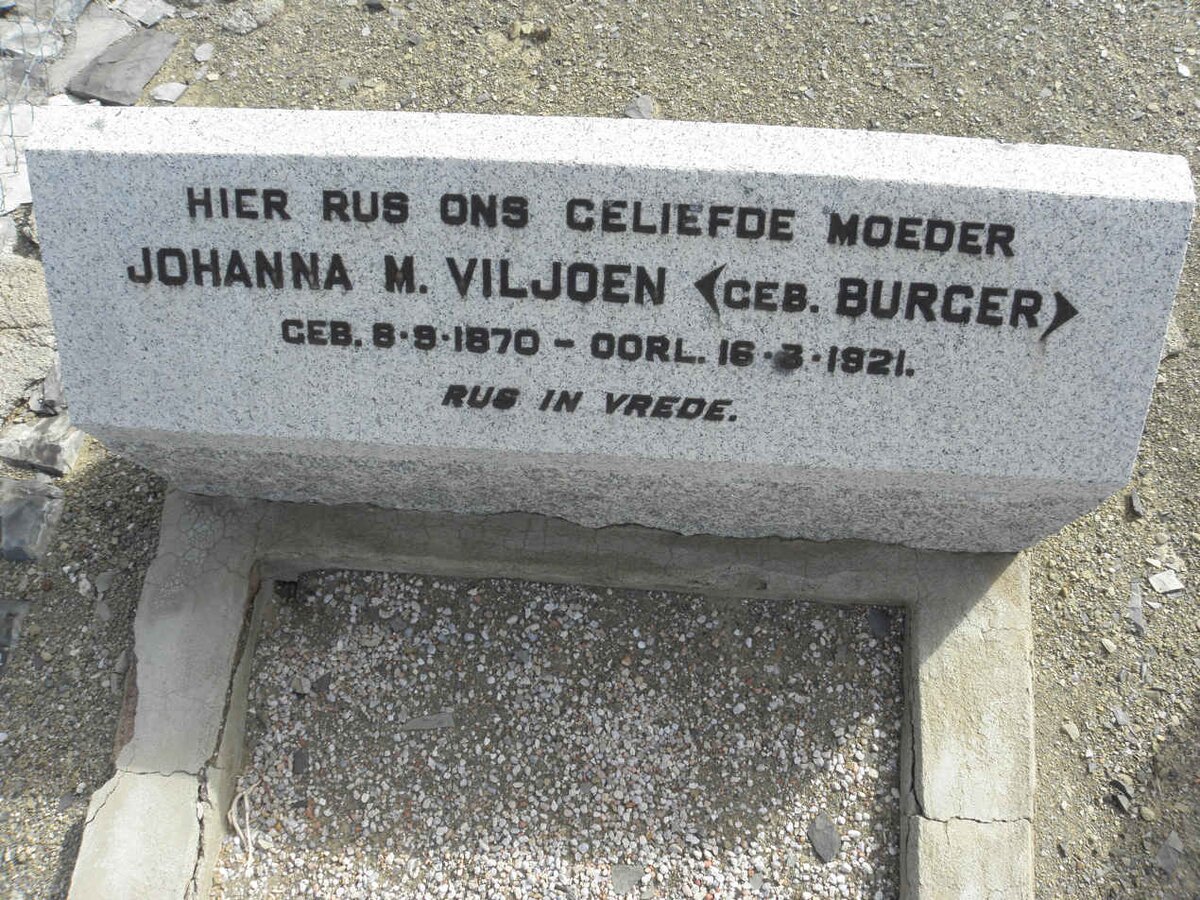 HIER RUS ONS GELIEFDE MOEDER
JOHANNA M. VILJOEN (GEB. BURGER)
GEB. 8·9·1870 – OORL. 16·3·1921.
RUS IN VREDE.